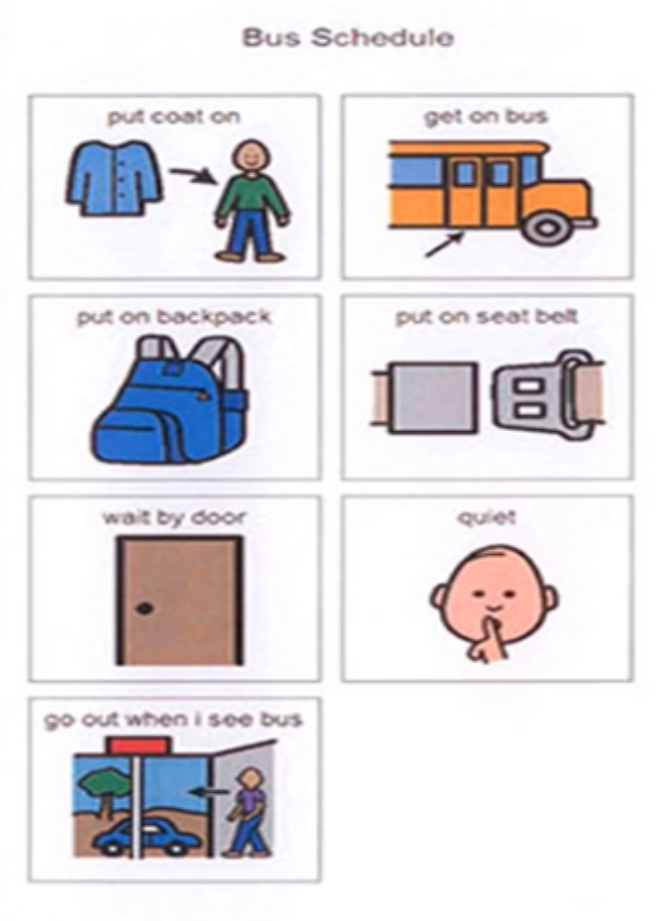 Bus Schedule
put coat on
put on backpack
wait by door
go out when i see bus
get on bus
put on seat belt
quiet